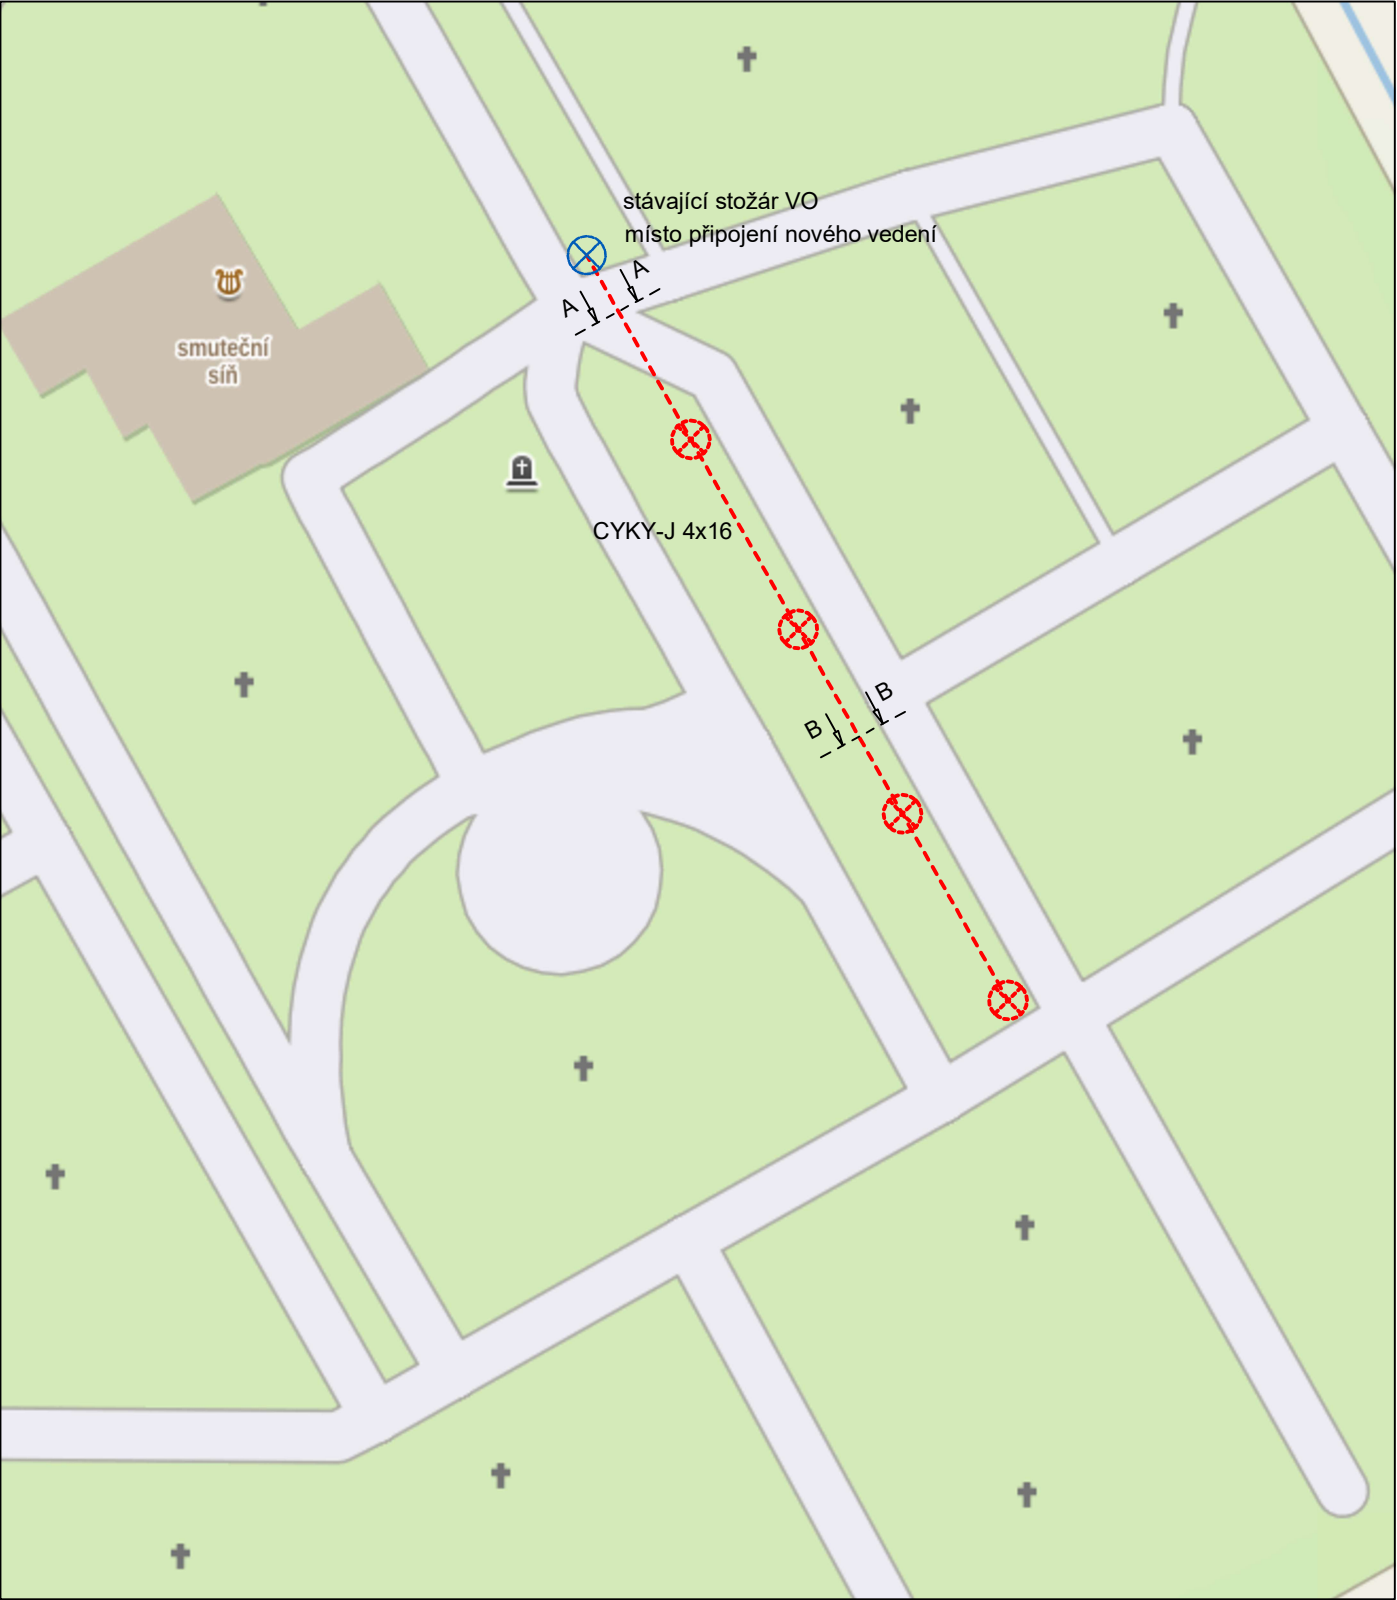 stávající stožár VO
místo připojení nového vedení
A
A
smuteční
síň
CYKY-J 4x16
B
B